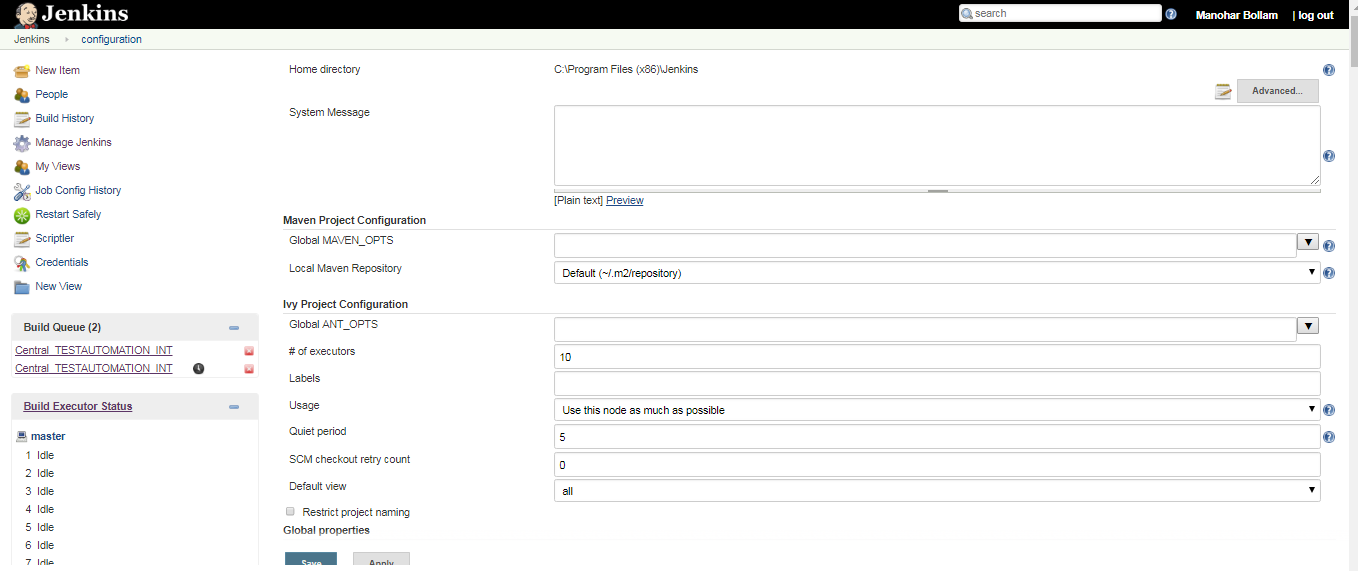 Jenkins
search
Manohar Bollam | log out
Jenkins configuration
New Item
People
Build History
Manage Jenkins
My Views
Job Config History
Restart Safely
Scriptler
Credentials
New View
Build Queue (2)
Central_TESTAUTOMATION_INT
Central_TESTAUTOMATION_INT
Build Executor Status
master
1 Idle
2 Idle
3 Idle
4 Idle
5 Idle
6 Idle
7 Idle
Home directory C:\Program Files (x86)\Jenkins
Advanced...
System Message
[Plain text] Preview
Maven Project Configuration
Global MAVEN_OPTS
Local Maven Repository Default (~/.m2/repository)
Ivy Project Configuration
Global ANT_OPTS
# of executors 10
Labels
Usage Use this node as much as possible
Quiet period 5
SCM checkout retry count 0
Default view all
Restrict project naming
Global properties
Save Apply